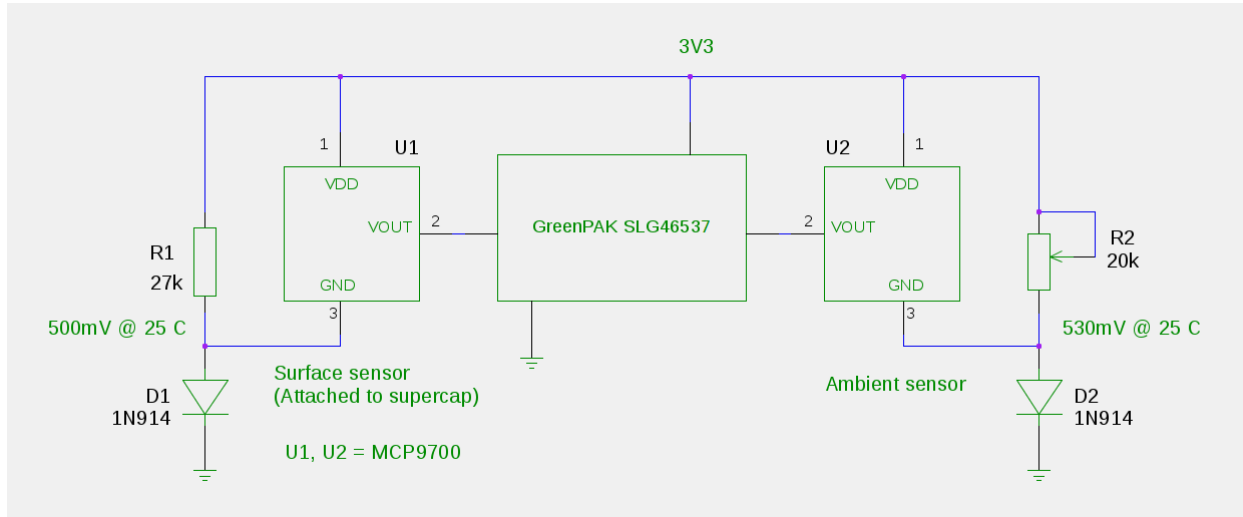 3V3
1
U1
VDD
VOUT
2
GND
3
GreenPAK SLG46537
U2
1
VDD
2
VOUT
GND
3
R1
27k
R2
20k
500mV @ 25 C
530mV @ 25 C
Surface sensor
(Attached to supercap)
Ambient sensor
D1
1N914
D2
1N914
U1, U2 = MCP9700